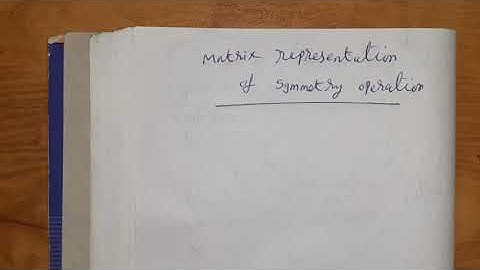 Matrix representation
of symmetry operation